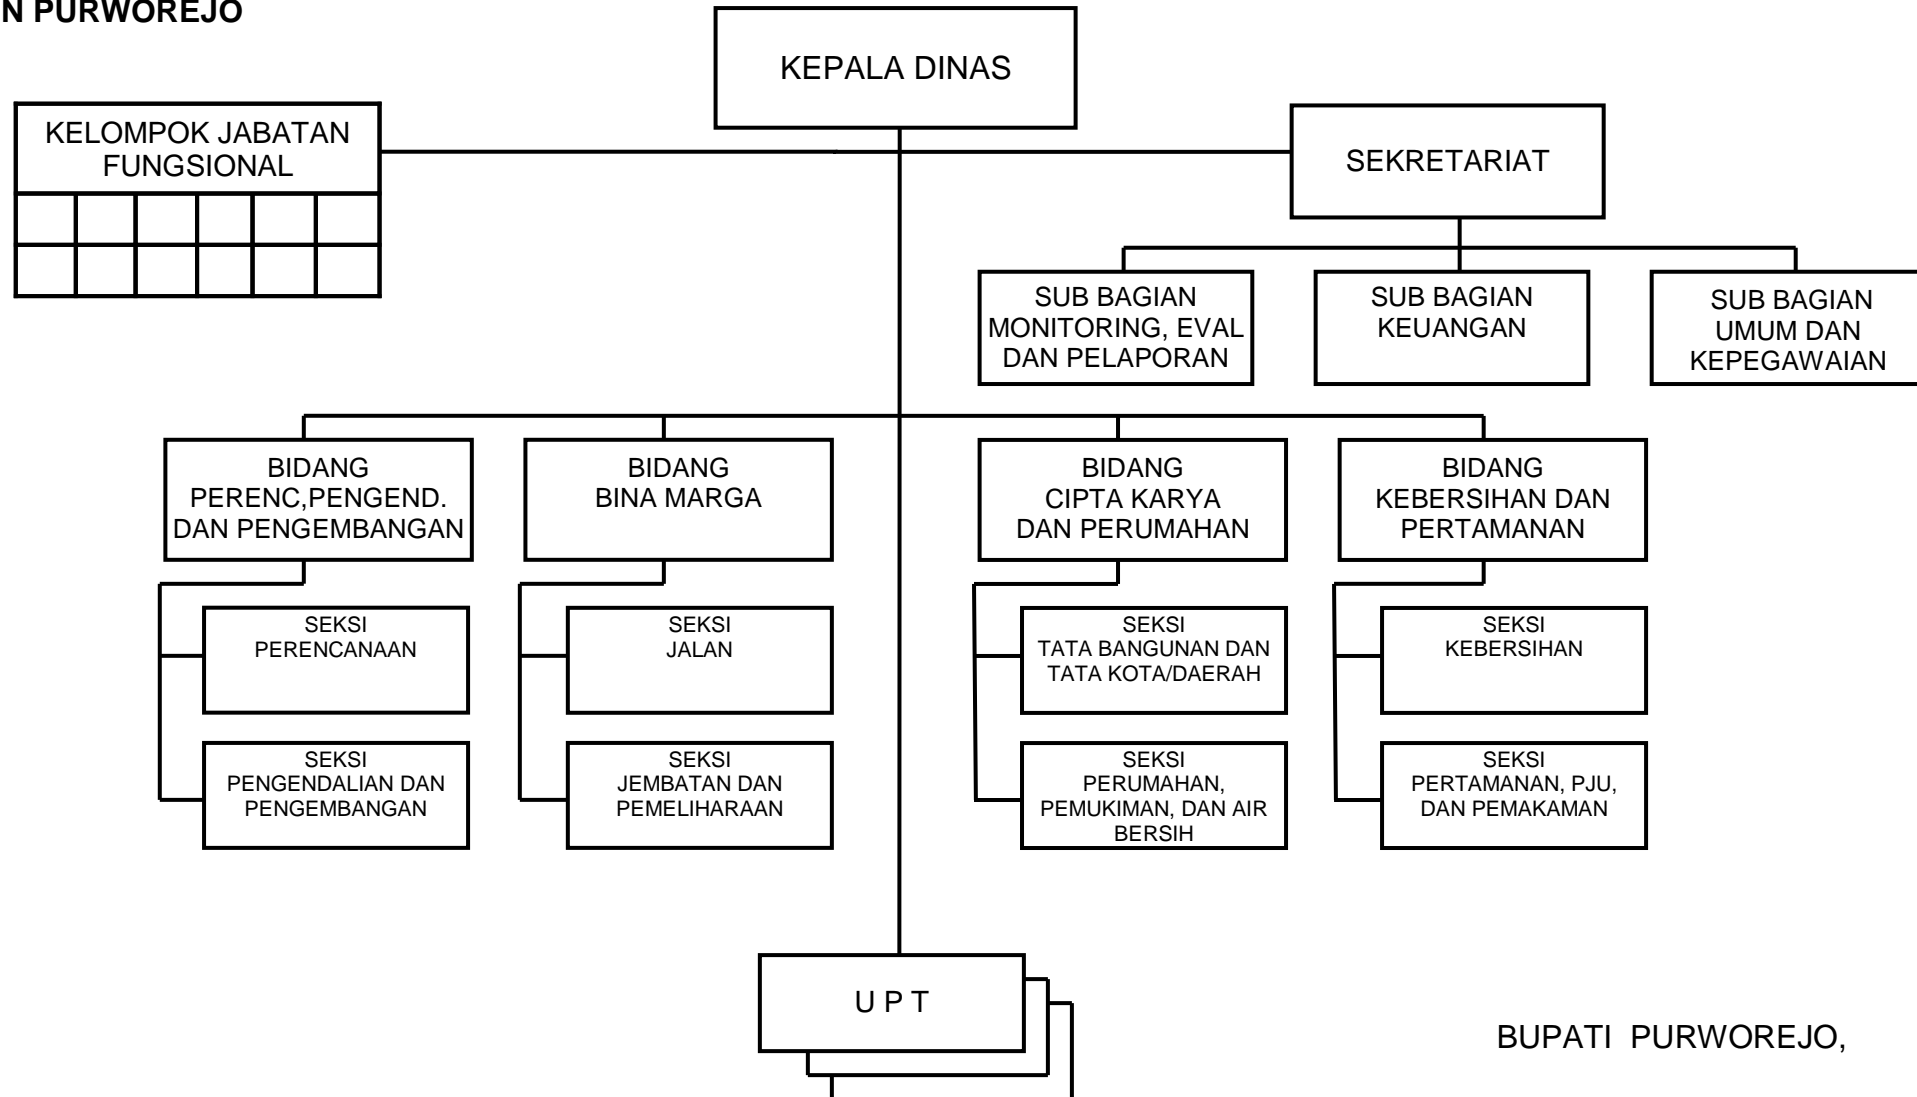 N PURWOREJO
KEPALA DINAS
KELOMPOK JABATAN
FUNGSIONAL
SEKRETARIAT
SUB BAGIAN
MONITORING, EVAL
DAN PELAPORAN
SUB BAGIAN
KEUANGAN
SUB BAGIAN
UMUM DAN
KEPEGAWAIAN
BIDANG
PERENC,PENGEND.
DAN PENGEMBANGAN
BIDANG
BINA MARGA
BIDANG
CIPTA KARYA
DAN PERUMAHAN
BIDANG
KEBERSIHAN DAN
PERTAMANAN
SEKSI
PERENCANAAN
SEKSI
JALAN
SEKSI
TATA BANGUNAN DAN
TATA KOTA/DAERAH
SEKSI
KEBERSIHAN
SEKSI
PENGENDALIAN DAN
PENGEMBANGAN
SEKSI
JEMBATAN DAN
PEMELIHARAAN
SEKSI
PERUMAHAN,
PEMUKIMAN, DAN AIR
BERSIH
SEKSI
PERTAMANAN, PJU,
DAN PEMAKAMAN
U P T
BUPATI  PURWOREJO,